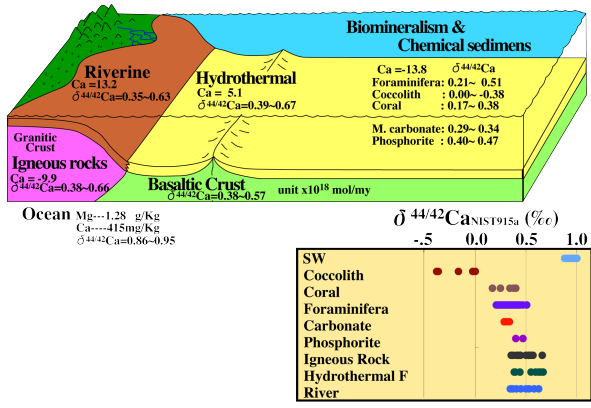 Biomineralism &
Chemical sedimens
Riverine
Ca =13.2
δ44/42Ca=0.35~0.63
Hydrothermal
Ca = 5.1
δ44/42Ca=0.39~0.67
Ca =-13.8 δ44/42Ca
Foraminifera: 0.21~ 0.51
Coccolith : 0.00~ -0.38
Coral : 0.17~ 0.38
M. carbonate: 0.29~ 0.34
Phosphorite : 0.40~ 0.47
Granitic
Crust
Igneous rocks
Ca = -9.9
δ44/42Ca=0.38~0.66
Basaltic Crust
δ44/42Ca=0.38~0.57
unit x10^18 mol/my
Ocean Mg---1.28 g/Kg
Ca----415mg/Kg
δ44/42Ca=0.86~0.95
δ 44/42CaNIST915a (‰)
-.5 0.0 0.5 1.0
SW
Coccolith
Coral
Foraminifera
Carbonate
Phosphorite
Igneous Rock
Hydrothermal F
River